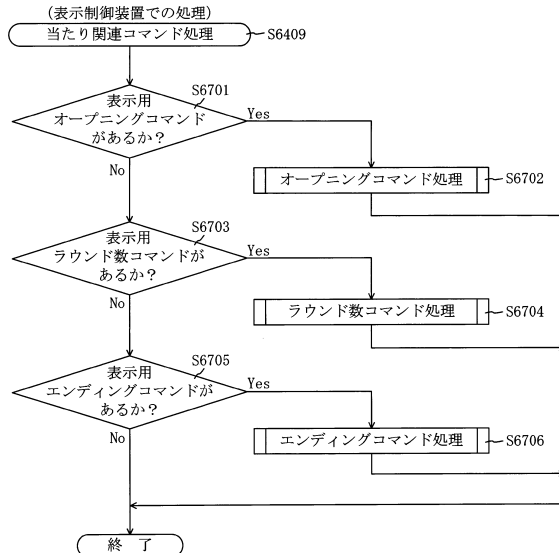 (表示制御装置での処理)
当たり関連コマンド処理
S6409
表示用
オープニングコマンド
があるか?
S6701
Yes
No
オープニングコマンド処理
S6702
表示用
ラウンド数コマンドが
あるか?
S6703
Yes
No
ラウンド数コマンド処理
S6704
表示用
エンディングコマンドが
あるか?
S6705
Yes
No
エンディングコマンド処理
S6706
終 了